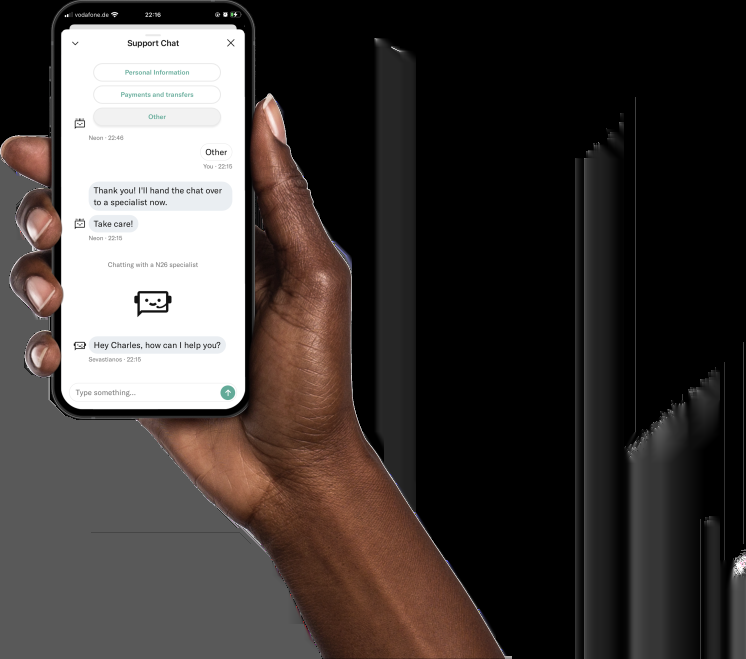 vodafone.de
22:16
Support Chat
Personal Information
Payments and transfers
Other
Neon · 22:46
Other
You · 22:15
Thank you! I'll hand the chat over
to a specialist now.
Take care!
Neon · 22:15
Chatting with a N26 specialist
Hey Charles, how can I help you?
Sevastianos · 22:15
Type something...